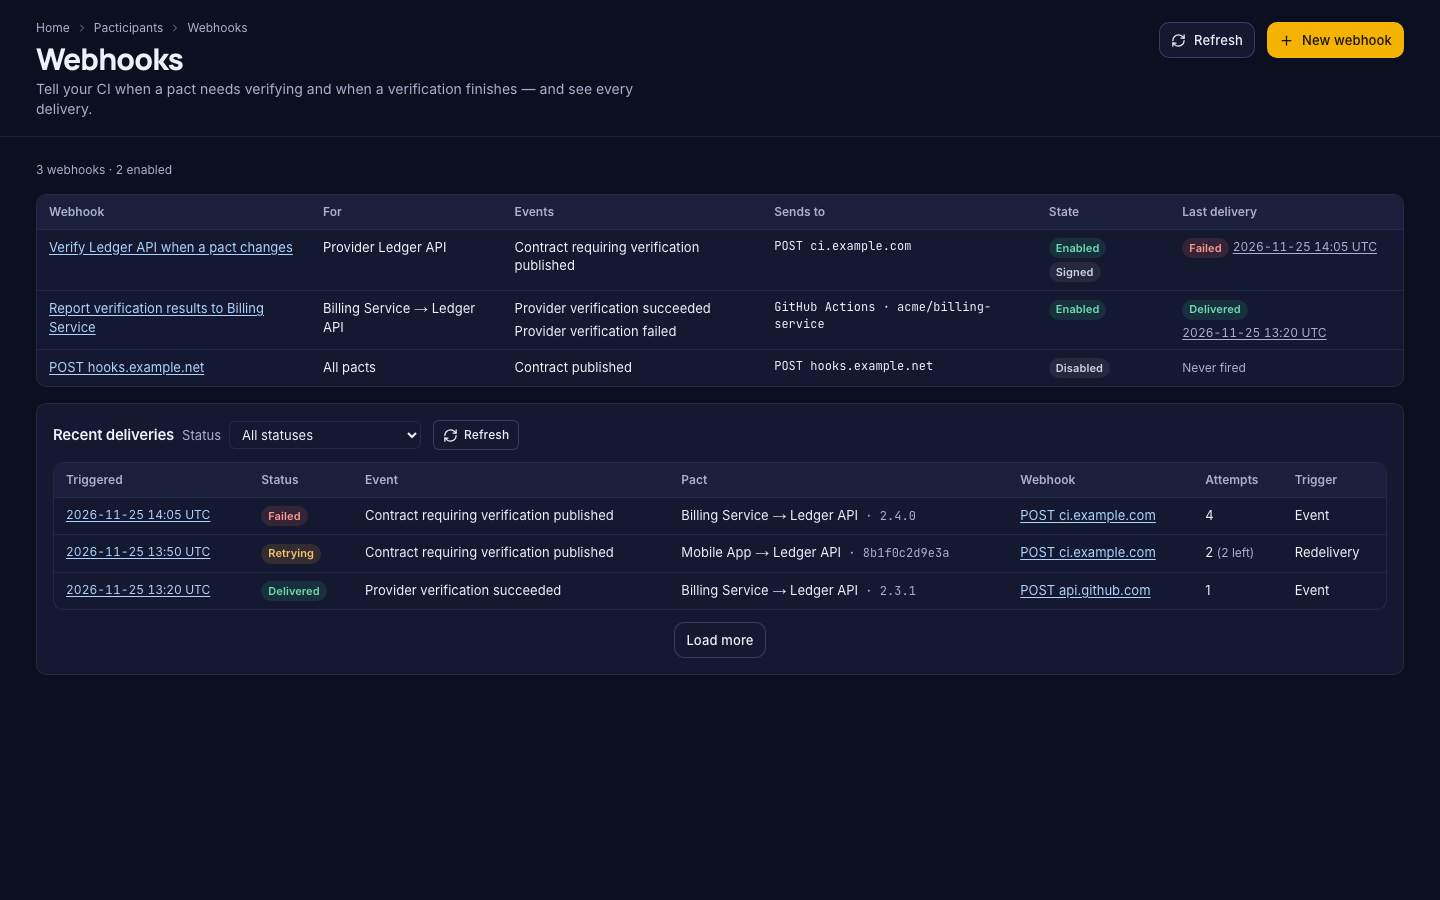 Home > Pacticipants > Webhooks
Webhooks
Refresh
New webhook
Tell your CI when a pact needs verifying and when a verification finishes — and see every
delivery.
3 webhooks · 2 enabled
Webhook For Events Sends to State Last delivery
Verify Ledger API when a pact changes Provider Ledger API Contract requiring verification POST ci.example.com Enabled Failed 2026-11-25 14:05 UTC
published Signed
Report verification results to Billing Billing Service → Ledger Provider verification succeeded GitHub Actions · acme/billing- Enabled Delivered
Service API Provider verification failed service 2026-11-25 13:20 UTC
POST hooks.example.net All pacts Contract published POST hooks.example.net Disabled Never fired
Recent deliveries Status All statuses Refresh
Triggered Status Event Pact Webhook Attempts Trigger
2026-11-25 14:05 UTC Failed Contract requiring verification published Billing Service → Ledger API · 2.4.0 POST ci.example.com 4 Event
2026-11-25 13:50 UTC Retrying Contract requiring verification published Mobile App → Ledger API · 8b1f0c2d9e3a POST ci.example.com 2 (2 left) Redelivery
2026-11-25 13:20 UTC Delivered Provider verification succeeded Billing Service → Ledger API · 2.3.1 POST api.github.com 1 Event
Load more